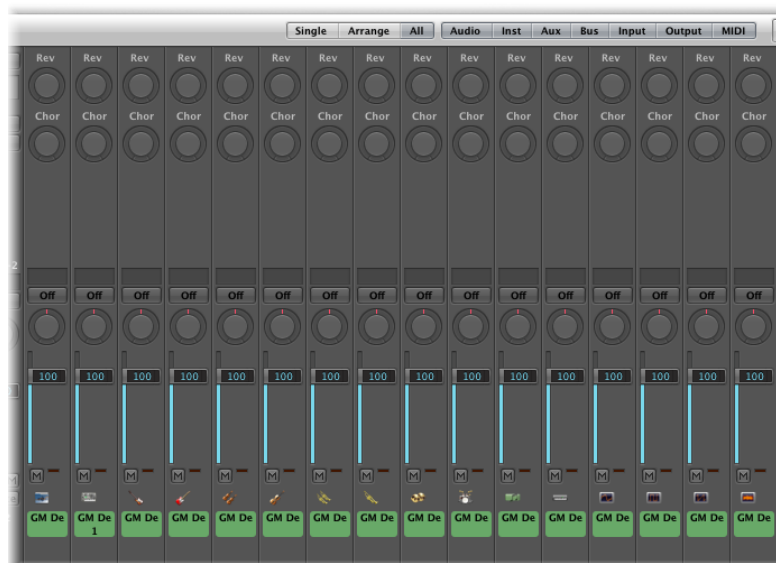 Single Arrange All Audio Inst Aux Bus Input Output MIDI
Rev Rev Rev Rev Rev Rev Rev Rev Rev Rev Rev Rev Rev Rev Rev Rev
Chor Chor Chor Chor Chor Chor Chor Chor Chor Chor Chor Chor Chor Chor Chor Chor
2
Off Off Off Off Off Off Off Off Off Off Off Off Off Off Off Off
100 100 100 100 100 100 100 100 100 100 100 100 100 100 100 100
M M M M M M M M M M M M M M M M M
GM De GM De GM De GM De GM De GM De GM De GM De GM De GM De GM De GM De GM De GM De GM De GM De
1